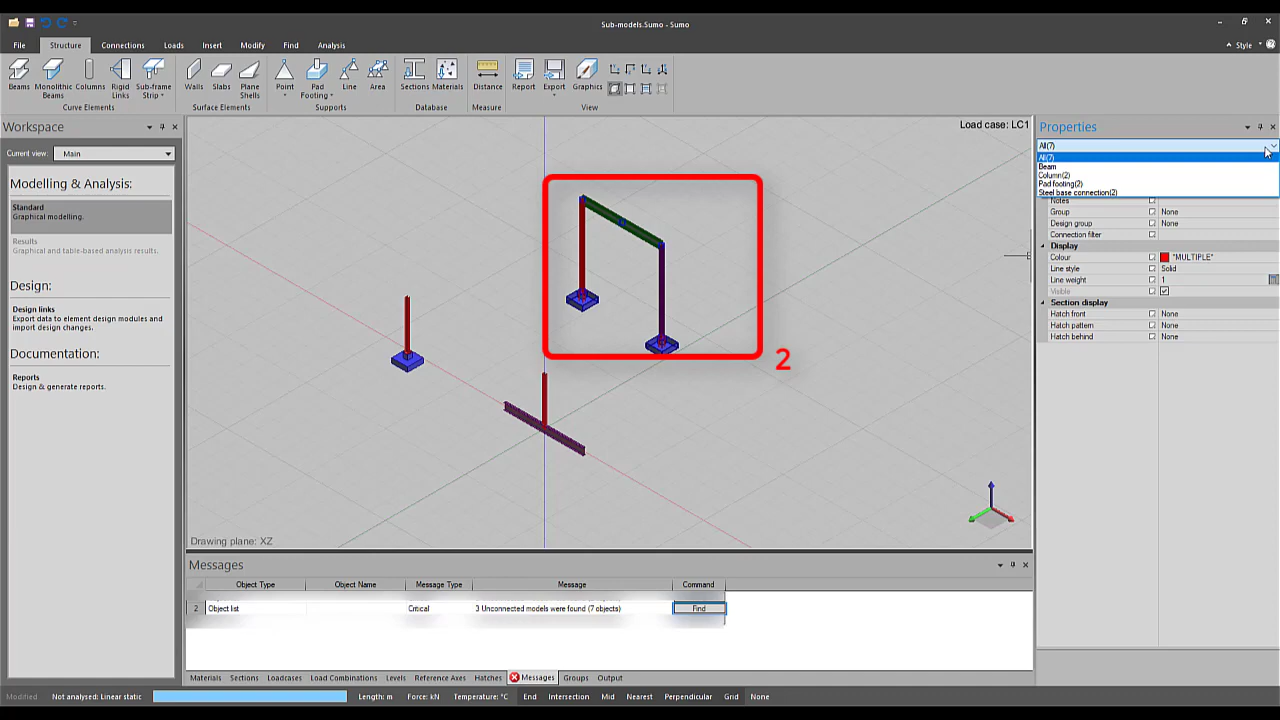 Sub-models.Sumo - Sumo
File Structure Connections Loads Insert Modify Find Analysis
Style
Beams Monolithic Beams Columns Rigid Links Sub-frame Strip Walls Slabs Plane Shells Point Pad Footing Line Area Sections Materials Distance Report Export Graphics
Curve Elements Surface Elements Supports Database Measure View
Workspace
Current view: Main
Modelling & Analysis:
Standard
Graphical modelling.
Results
Graphical and table-based analysis results.
Design:
Design links
Export data to element design modules and
import design changes.
Documentation:
Reports
Design & generate reports.
Load case: LC1
2
Drawing plane: XZ
Properties
All(7)
All(7)
Beam
Column(2)
Pad footing(2)
Steel base connection(2)
Notes
Group None
Design group None
Connection filter
Display
Colour "MULTIPLE"
Line style Solid
Line weight 1
Visible
Section display
Hatch front None
Hatch pattern None
Hatch behind None
Messages
Object Type Object Name Message Type Message Command
2 Object list Critical 3 Unconnected models were found (7 objects) Find
Materials Sections Loadcases Load Combinations Levels Reference Axes Hatches Messages Groups Output
Modified Not analysed: Linear static Length: m Force: kN Temperature: °C End Intersection Mid Nearest Perpendicular Grid None